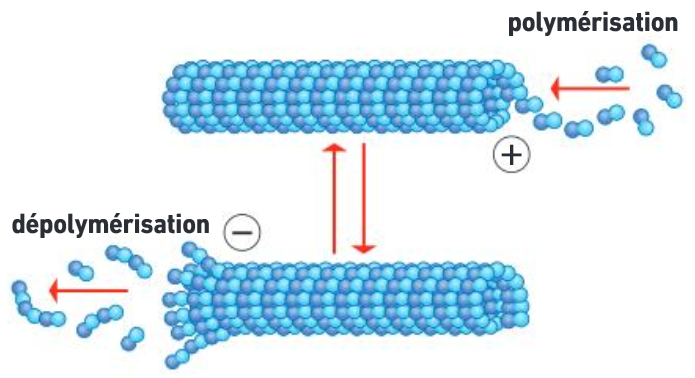 polymérisation
+
dépolymérisation
−